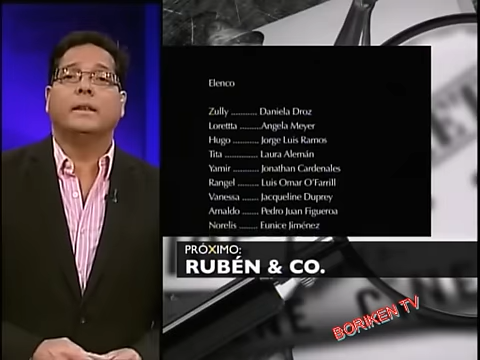 Elenco
Zully ............ Daniela Droz
Lorettta ..........Angela Meyer
Hugo ............. Jorge Luis Ramos
Tita ............... Laura Alemán
Yamir ............ Jonathan Cardenales
Rangel .......... Luis Omar O'Farrill
Vanessa ........ Jacqueline Duprey
Arnaldo ........ Pedro Juan Figueroa
Norelis ......... Eunice Jiménez
PRÓXIMO:
RUBÉN & CO.
BORIKEN TV